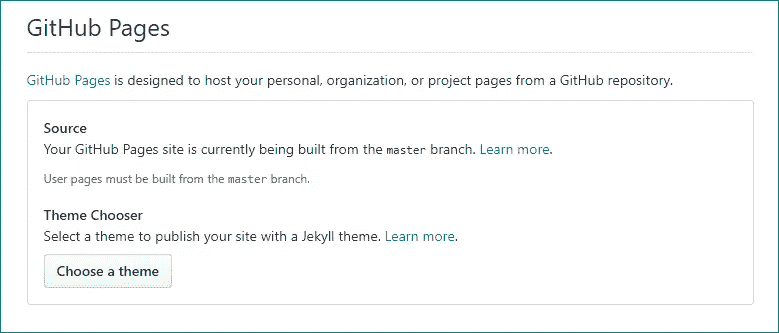 GitHub Pages
GitHub Pages is designed to host your personal, organization, or project pages from a GitHub repository.
Source
Your GitHub Pages site is currently being built from the master branch. Learn more.
User pages must be built from the master branch.
Theme Chooser
Select a theme to publish your site with a Jekyll theme. Learn more.
Choose a theme